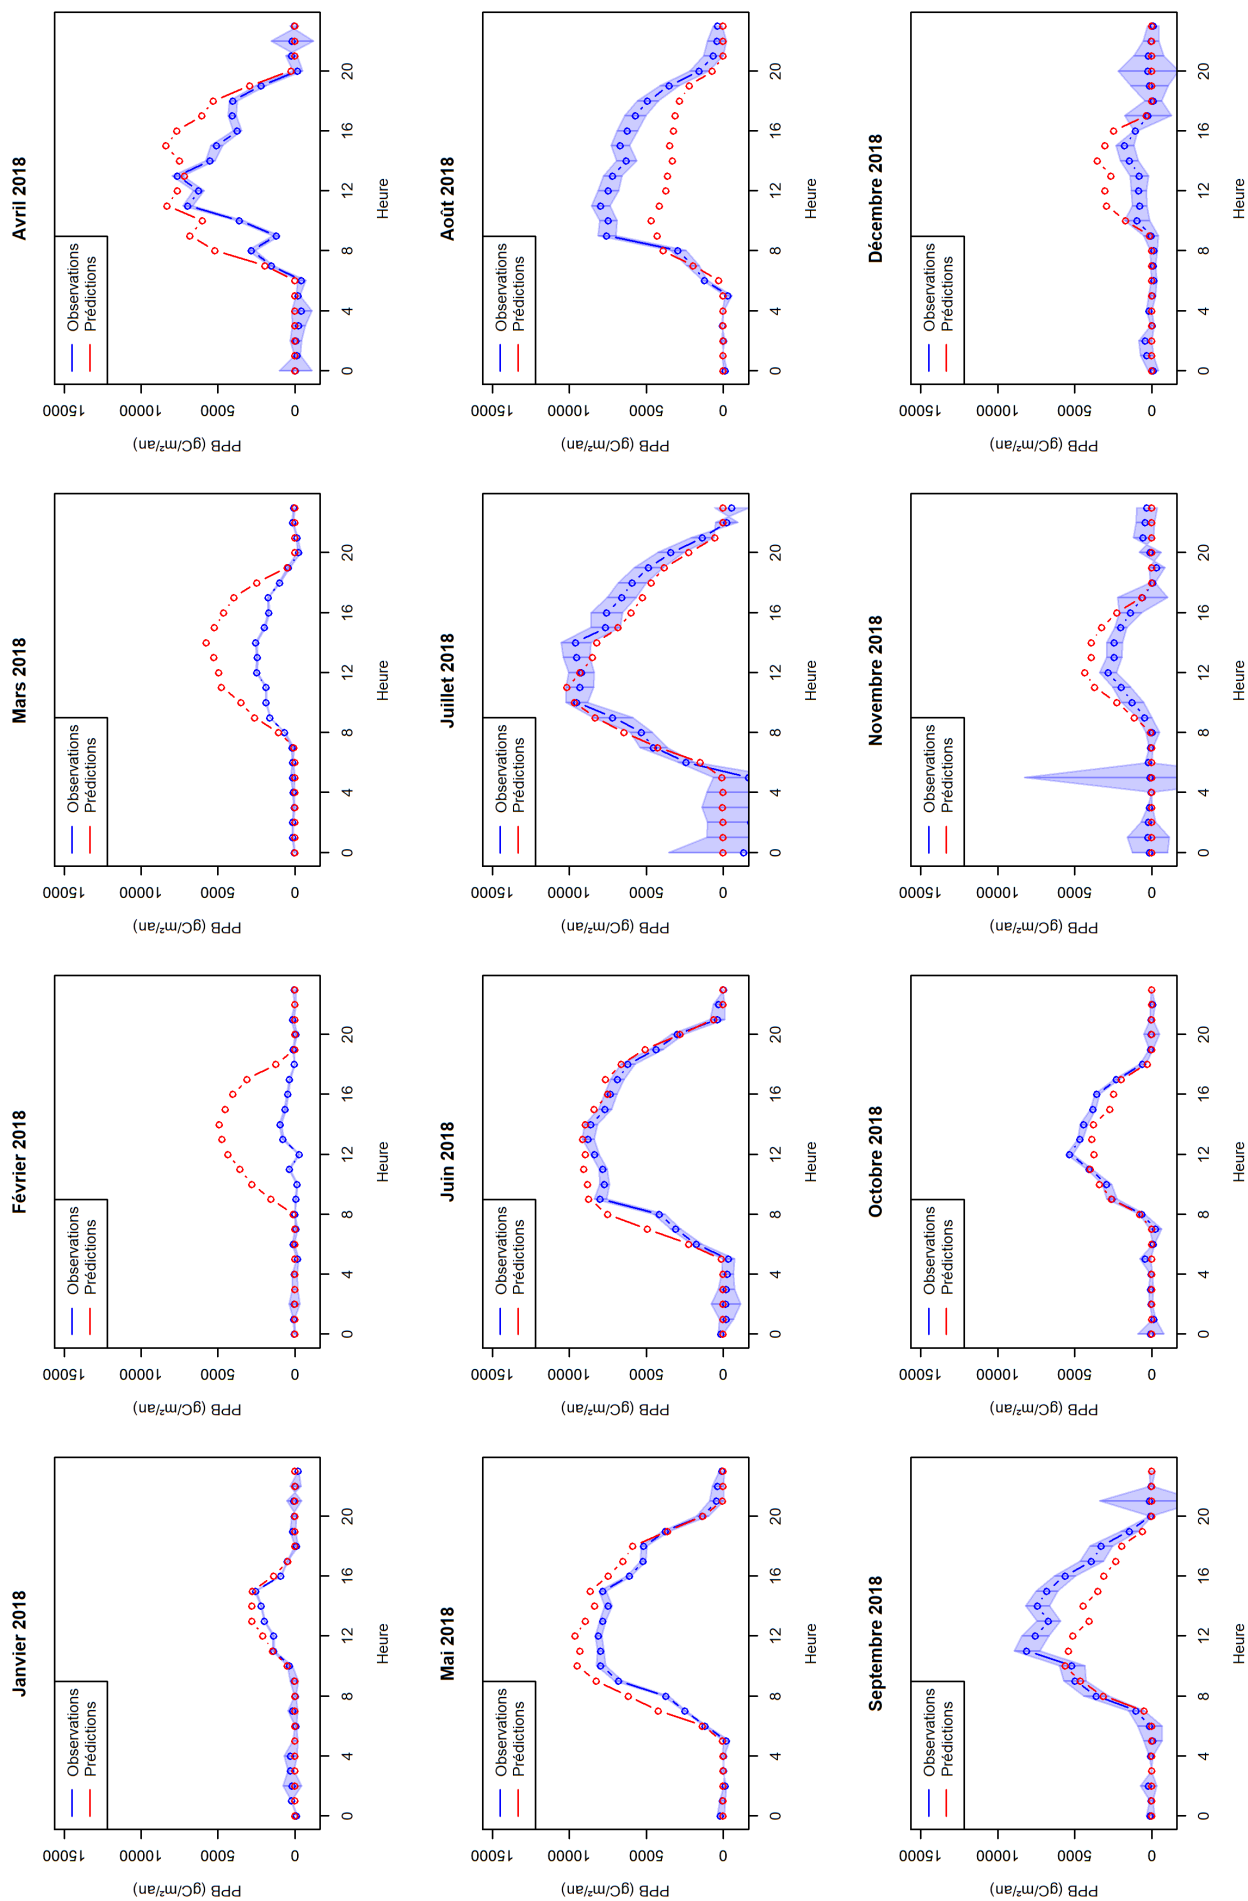 Janvier 2018
PPB (gC/m²/an)
0 5000 10000 15000
Observations
Prédictions
0 4 8 12 16 20
Heure
Février 2018
PPB (gC/m²/an)
0 5000 10000 15000
Observations
Prédictions
0 4 8 12 16 20
Heure
Mars 2018
PPB (gC/m²/an)
0 5000 10000 15000
Observations
Prédictions
0 4 8 12 16 20
Heure
Avril 2018
PPB (gC/m²/an)
0 5000 10000 15000
Observations
Prédictions
0 4 8 12 16 20
Heure
Mai 2018
PPB (gC/m²/an)
0 5000 10000 15000
Observations
Prédictions
0 4 8 12 16 20
Heure
Juin 2018
PPB (gC/m²/an)
0 5000 10000 15000
Observations
Prédictions
0 4 8 12 16 20
Heure
Juillet 2018
PPB (gC/m²/an)
0 5000 10000 15000
Observations
Prédictions
0 4 8 12 16 20
Heure
Août 2018
PPB (gC/m²/an)
0 5000 10000 15000
Observations
Prédictions
0 4 8 12 16 20
Heure
Septembre 2018
PPB (gC/m²/an)
0 5000 10000 15000
Observations
Prédictions
0 4 8 12 16 20
Heure
Octobre 2018
PPB (gC/m²/an)
0 5000 10000 15000
Observations
Prédictions
0 4 8 12 16 20
Heure
Novembre 2018
PPB (gC/m²/an)
0 5000 10000 15000
Observations
Prédictions
0 4 8 12 16 20
Heure
Décembre 2018
PPB (gC/m²/an)
0 5000 10000 15000
Observations
Prédictions
0 4 8 12 16 20
Heure